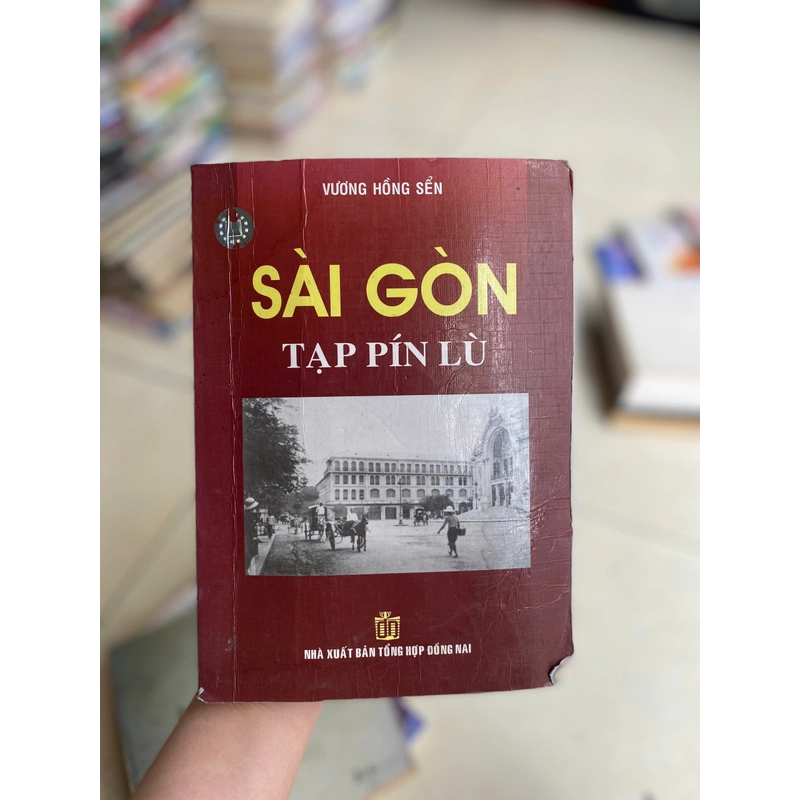 VƯƠNG HỒNG SỂN
SÀI GÒN
TẠP PÍN LÙ
NHÀ XUẤT BẢN TỔNG HỢP ĐỒNG NAI